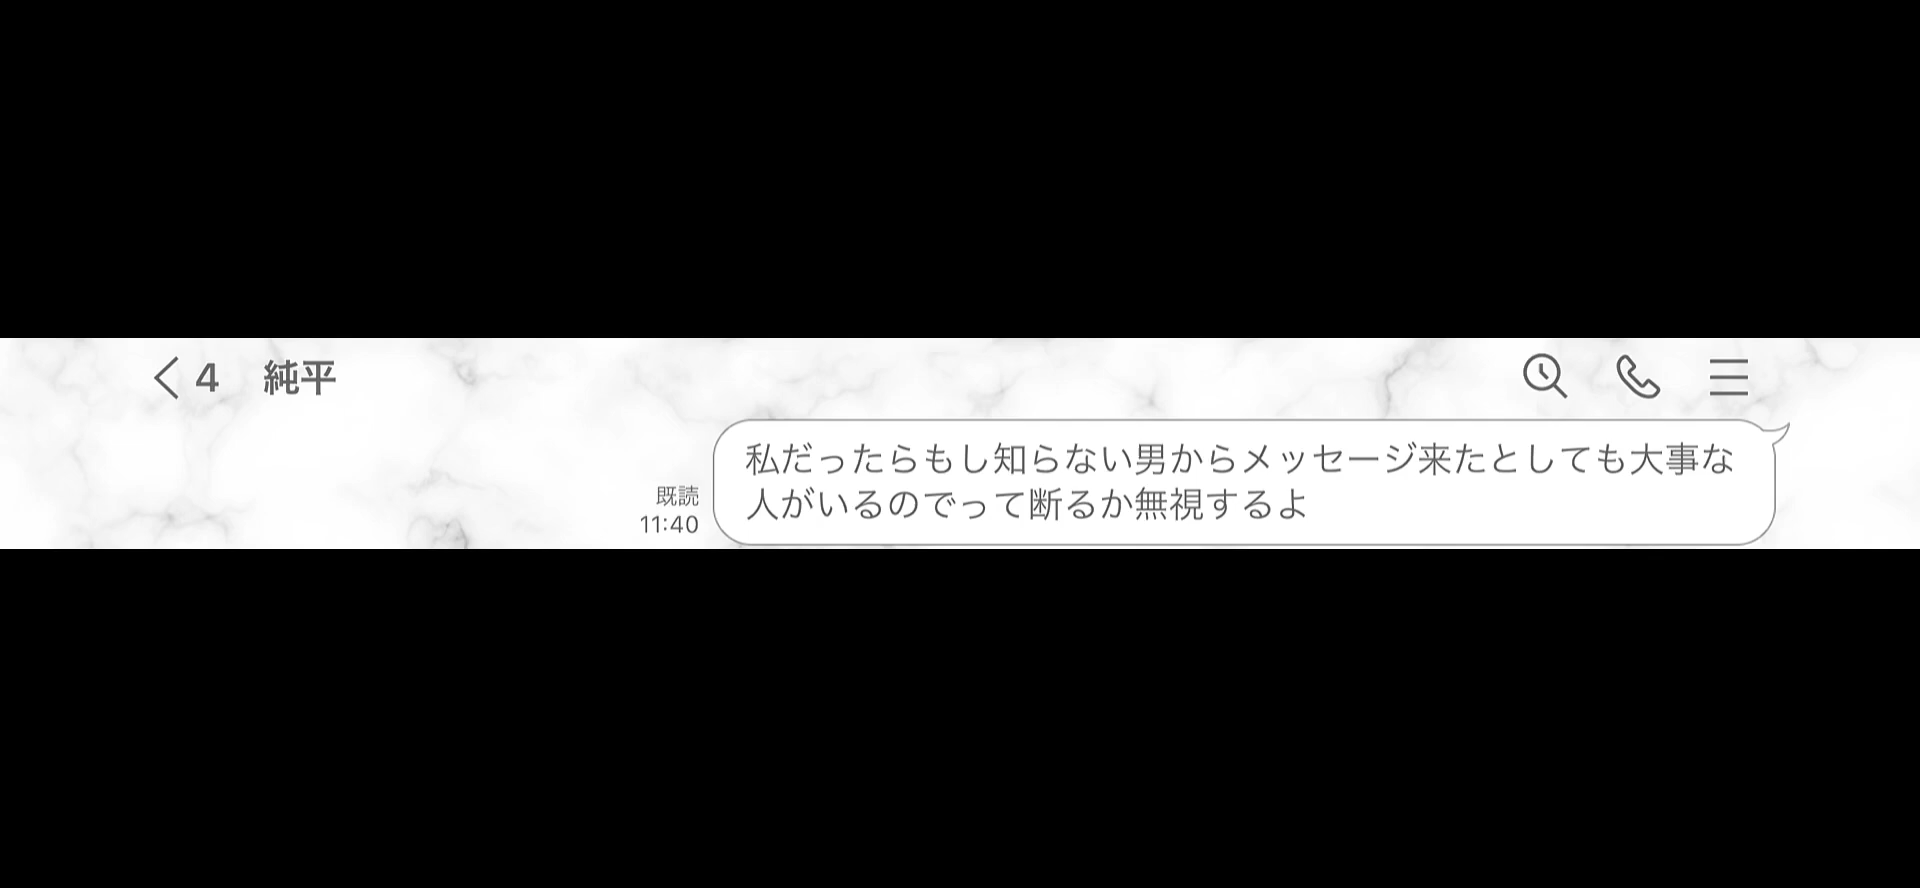 4 純平
私だったらもし知らない男からメッセージ来たとしても大事な
人がいるのでって断るか無視するよ
既読
11:40